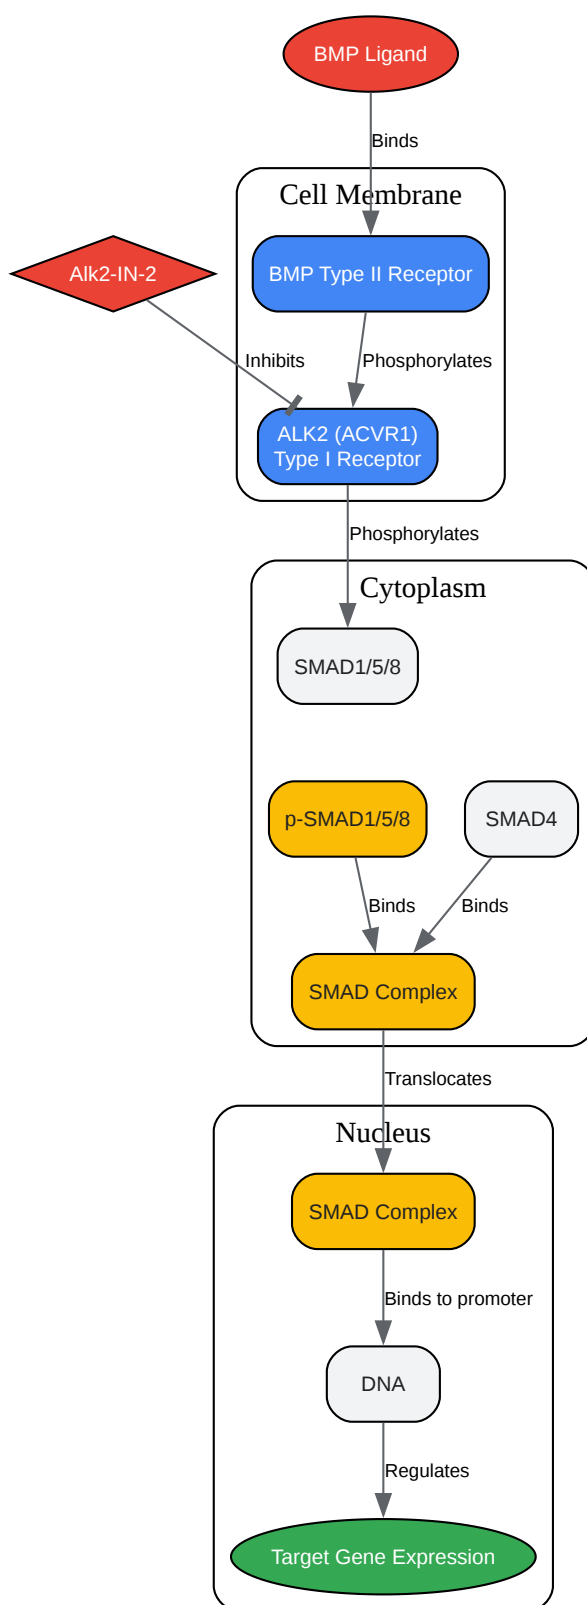 BMP Ligand
Binds
Cell Membrane
Alk2-IN-2
BMP Type II Receptor
Inhibits
Phosphorylates
ALK2 (ACVR1)
Type I Receptor
Phosphorylates
Cytoplasm
SMAD1/5/8
p-SMAD1/5/8
SMAD4
Binds
Binds
SMAD Complex
Translocates
Nucleus
SMAD Complex
Binds to promoter
DNA
Regulates
Target Gene Expression